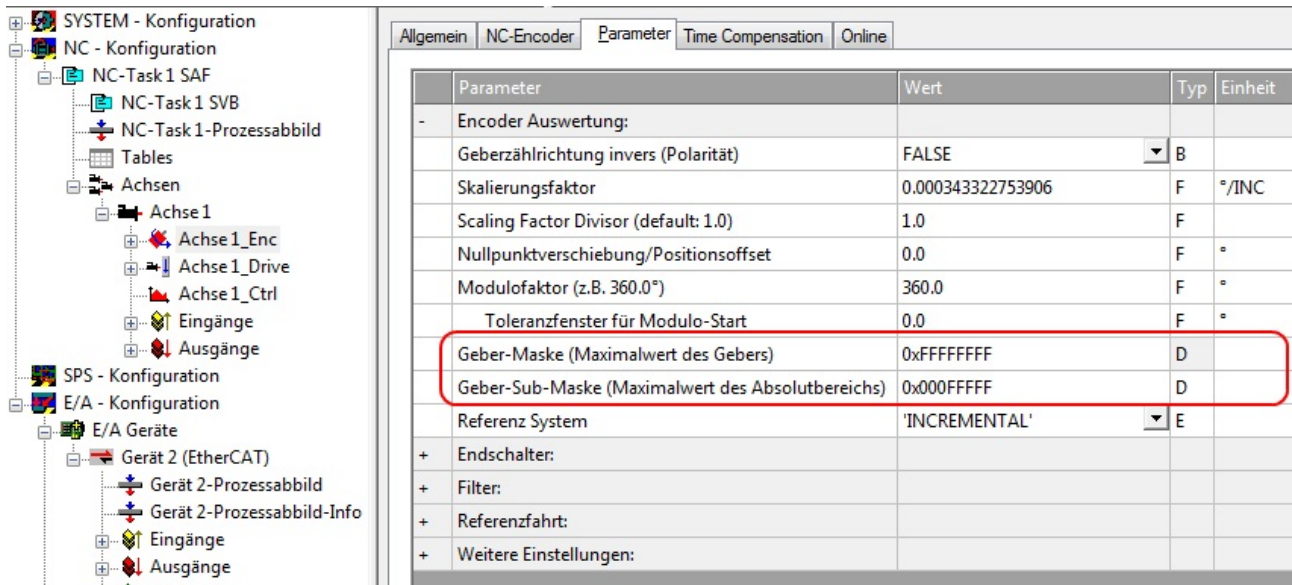 SYSTEM - Konfiguration
NC - Konfiguration
NC-Task 1 SAF
NC-Task 1 SVB
NC-Task 1-Prozessabbild
Tables
Achsen
Achse 1
Achse 1_Enc
Achse 1_Drive
Achse 1_Ctrl
Eingänge
Ausgänge
SPS - Konfiguration
E/A - Konfiguration
E/A Geräte
Gerät 2 (EtherCAT)
Gerät 2-Prozessabbild
Gerät 2-Prozessabbild-Info
Eingänge
Ausgänge
Allgemein NC-Encoder Parameter Time Compensation Online
Parameter Wert Typ Einheit
- Encoder Auswertung:
Geberzählrichtung invers (Polarität) FALSE B
Skalierungsfaktor 0.000343322753906 F °/INC
Scaling Factor Divisor (default: 1.0) 1.0 F
Nullpunktverschiebung/Positionsoffset 0.0 F °
Modulofaktor (z.B. 360.0°) 360.0 F °
Toleranzfenster für Modulo-Start 0.0 F °
Geber-Maske (Maximalwert des Gebers) 0xFFFFFFFF D
Geber-Sub-Maske (Maximalwert des Absolutbereichs) 0x000FFFFF D
Referenz System 'INCREMENTAL' E
+ Endschalter:
+ Filter:
+ Referenzfahrt:
+ Weitere Einstellungen: